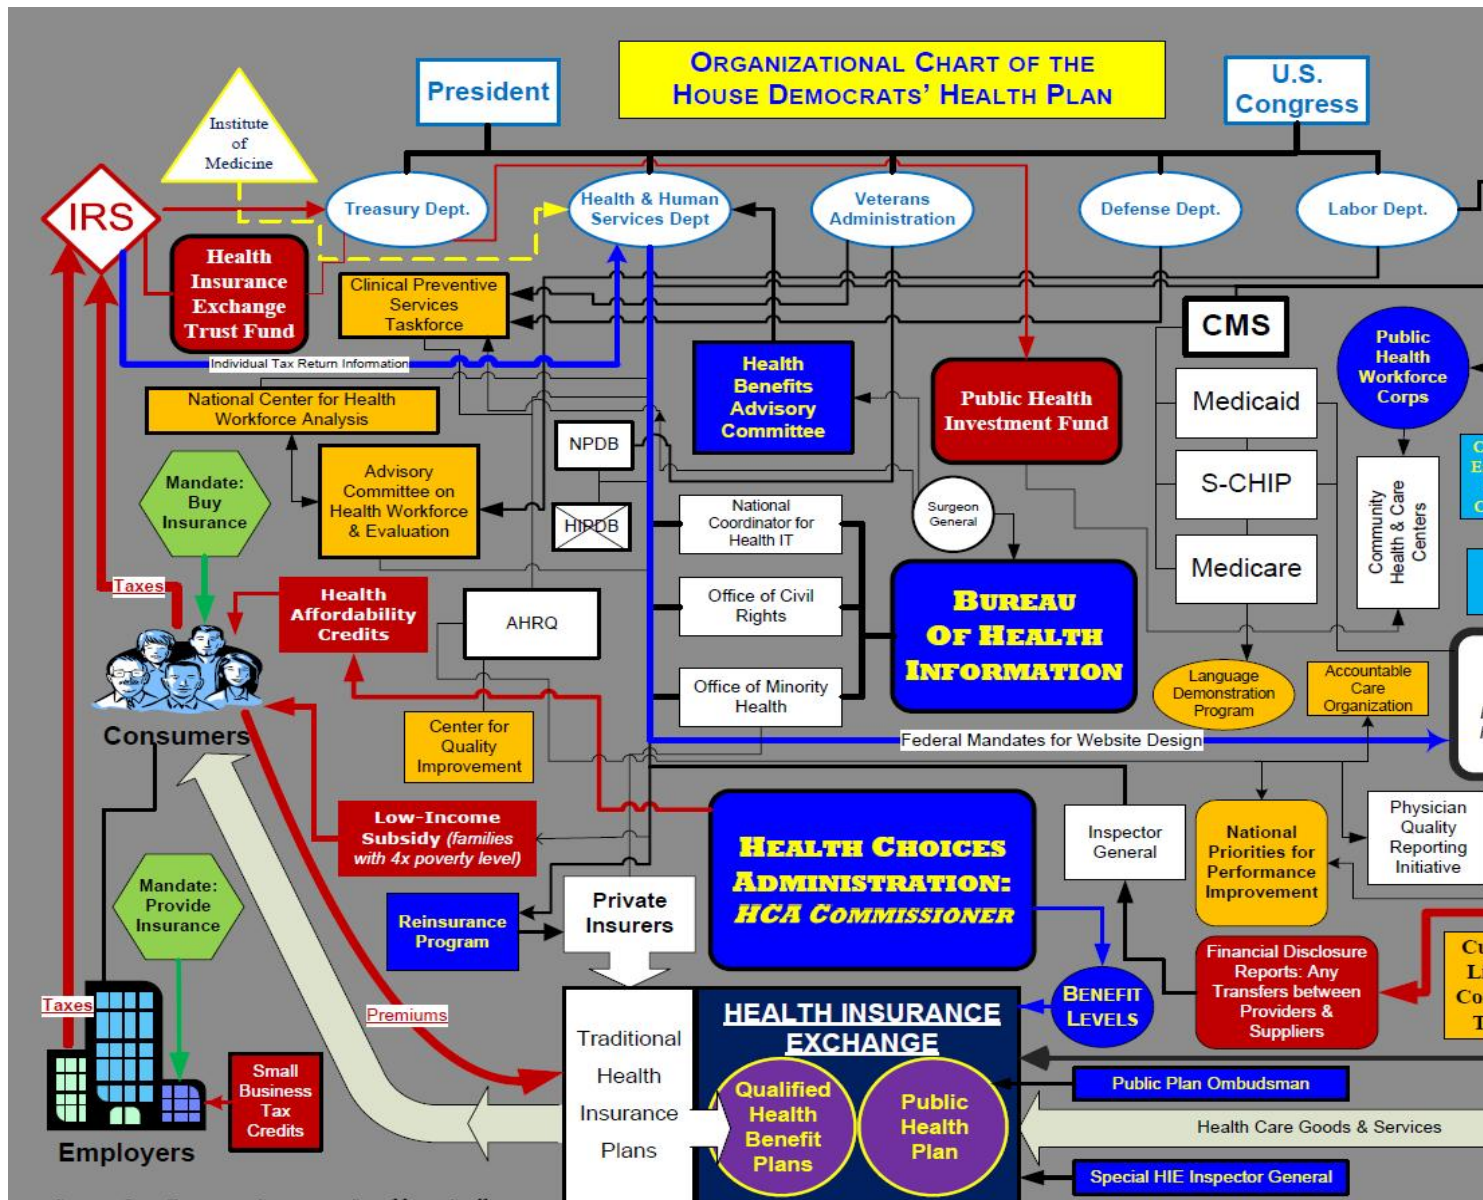 ORGANIZATIONAL CHART OF THE
HOUSE DEMOCRATS' HEALTH PLAN
President
U.S.
Congress
Institute
of
Medicine
IRS
Treasury Dept.
Health & Human
Services Dept
Veterans
Administration
Defense Dept.
Labor Dept.
Health
Insurance
Exchange
Trust Fund
Clinical Preventive
Services
Taskforce
CMS
Public
Health
Workforce
Corps
Individual Tax Return Information
Health
Benefits
Advisory
Committee
Public Health
Investment Fund
Medicaid
S-CHIP
Medicare
National Center for Health
Workforce Analysis
NPDB
HIPDB
Advisory
Committee on
Health Workforce
& Evaluation
Mandate:
Buy
Insurance
National
Coordinator for
Health IT
Surgeon
General
Community
Health & Care
Centers
Taxes
Health
Affordability
Credits
AHRQ
Office of Civil
Rights
BUREAU
OF HEALTH
INFORMATION
Office of Minority
Health
Language
Demonstration
Program
Accountable
Care
Organization
Consumers
Center for
Quality
Improvement
Federal Mandates for Website Design
Low-Income
Subsidy (families
with 4x poverty level)
HEALTH CHOICES
ADMINISTRATION:
HCA COMMISSIONER
Inspector
General
National
Priorities for
Performance
Improvement
Physician
Quality
Reporting
Initiative
Mandate:
Provide
Insurance
Reinsurance
Program
Private
Insurers
Financial Disclosure
Reports: Any
Transfers between
Providers &
Suppliers
Taxes
Premiums
BENEFIT
LEVELS
Traditional
Health
Insurance
Plans
HEALTH INSURANCE
EXCHANGE
Qualified
Health
Benefit
Plans
Public
Health
Plan
Public Plan Ombudsman
Small
Business
Tax
Credits
Employers
Health Care Goods & Services
Special HIE Inspector General